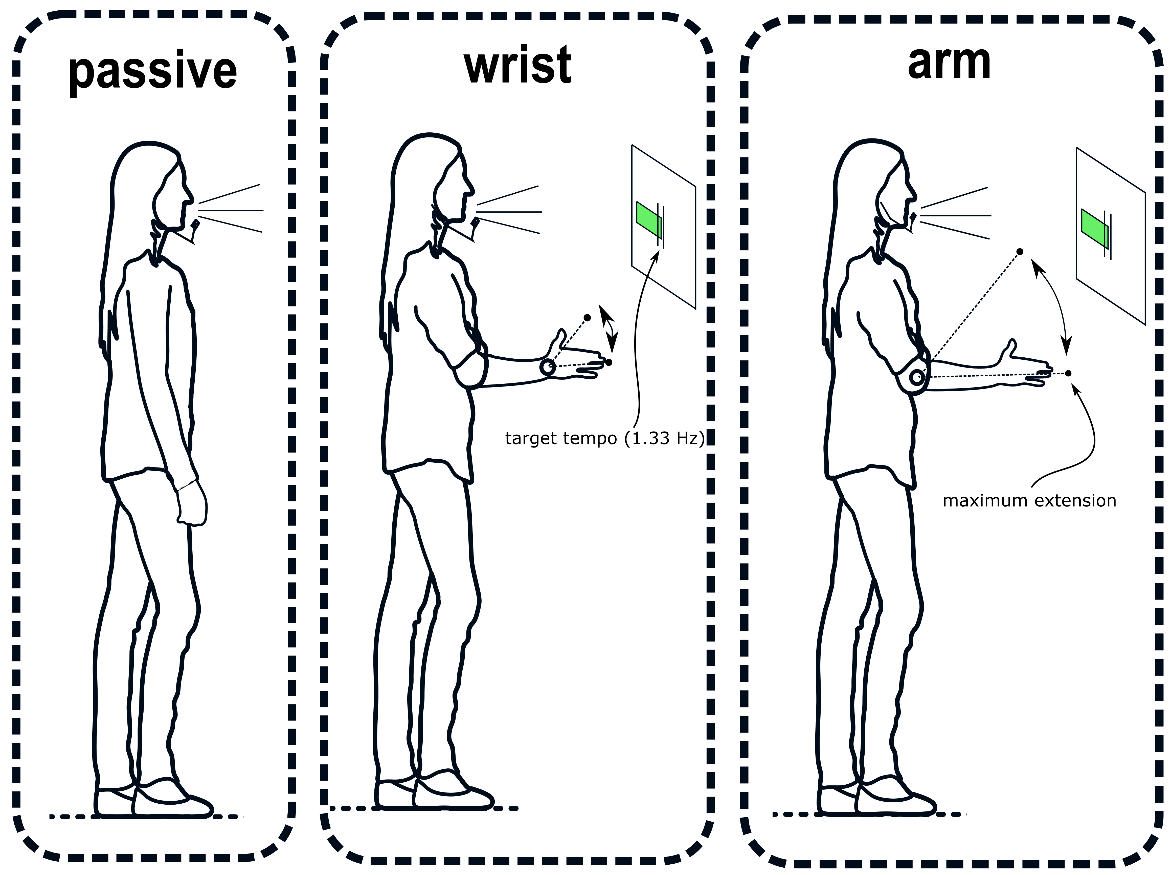 passive
wrist
arm
target tempo (1.33 Hz)
maximum extension